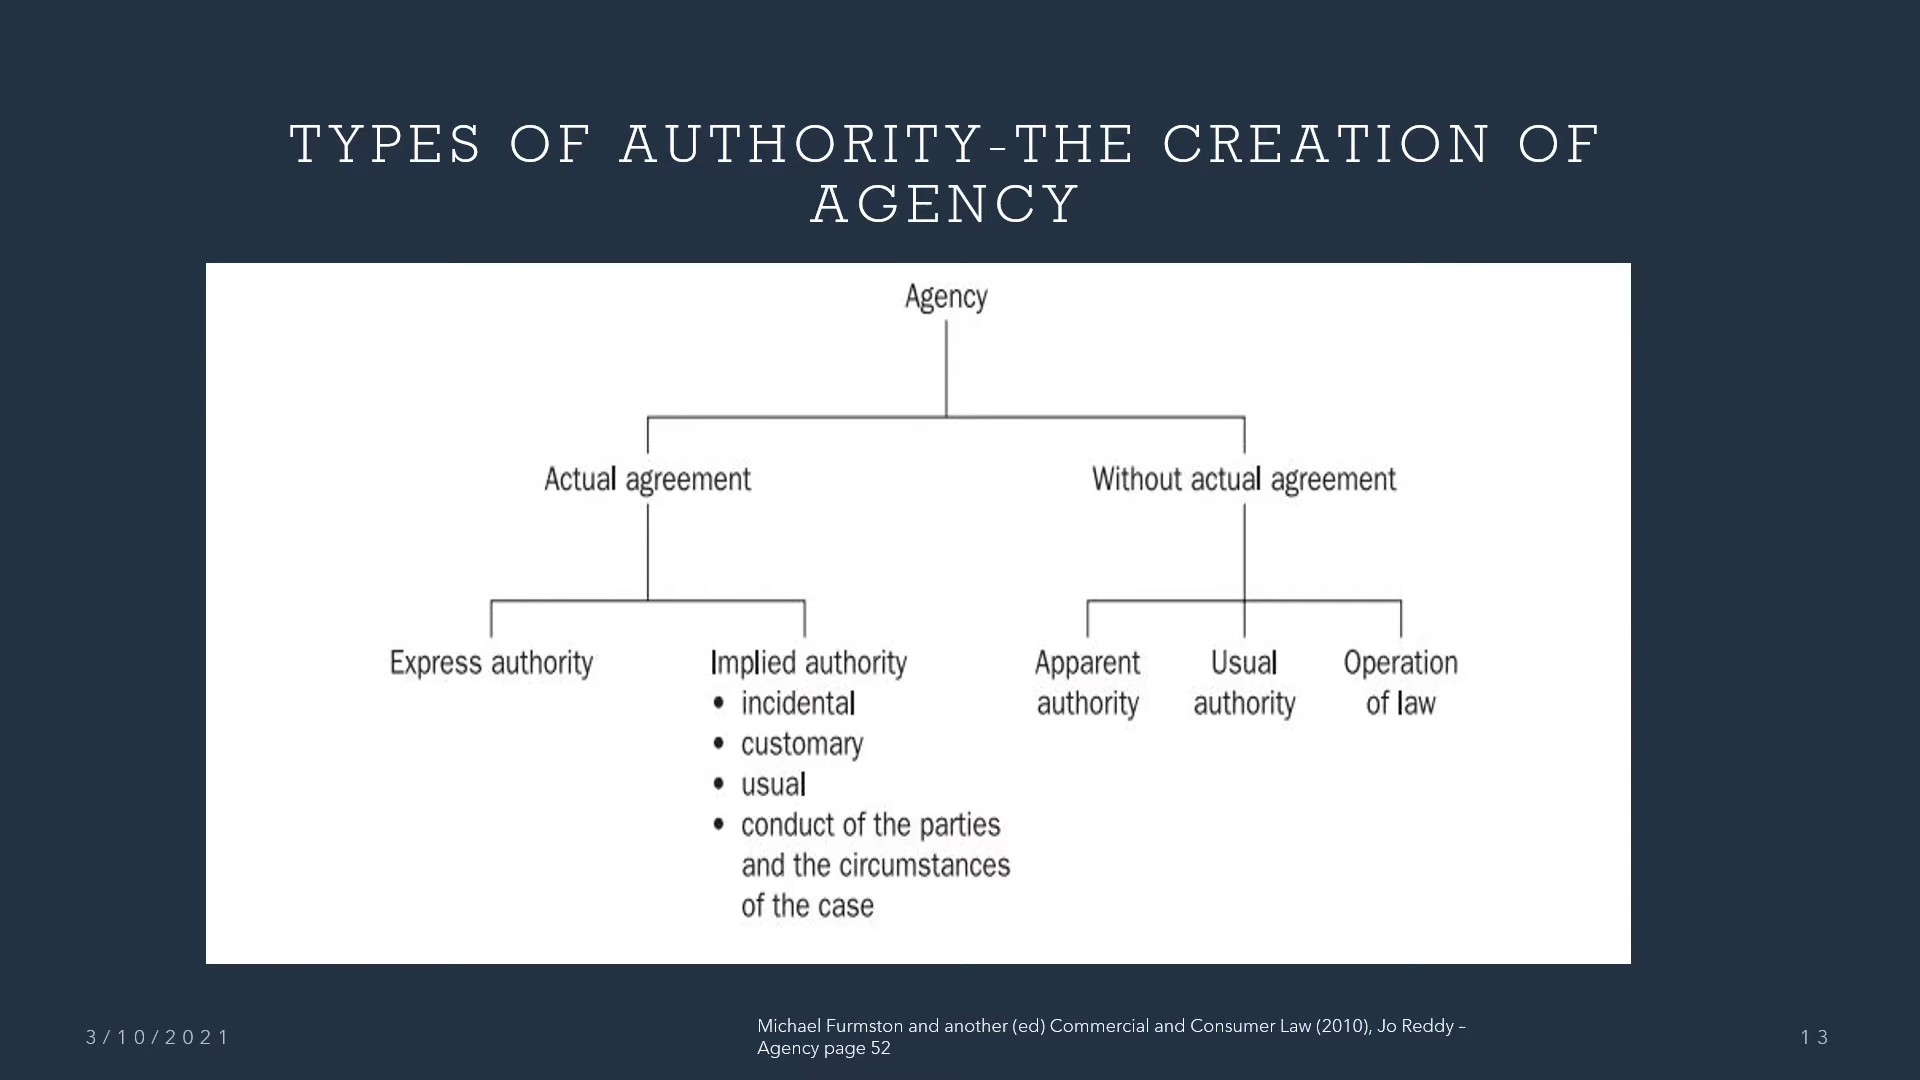 TYPES OF AUTHORITY-THE CREATION OF
AGENCY
Agency
Actual agreement
Without actual agreement
Express authority
Implied authority
• incidental
• customary
• usual
• conduct of the parties
and the circumstances
of the case
Apparent
authority
Usual
authority
Operation
of law
3/10/2021
Michael Furmston and another (ed) Commercial and Consumer Law (2010), Jo Reddy –
Agency page 52
13